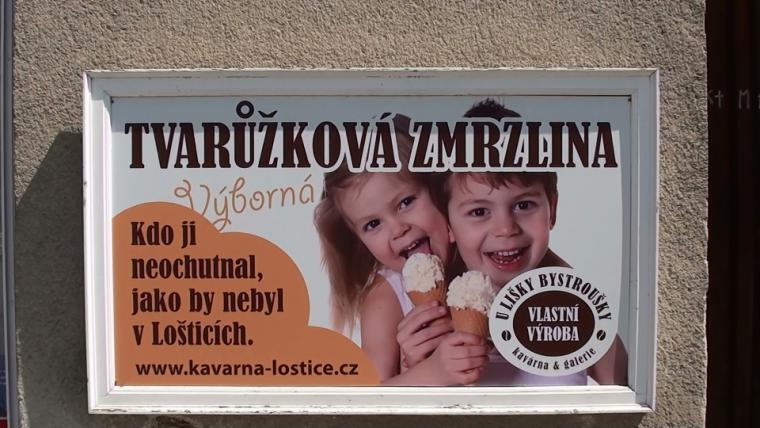 TVARŮŽKOVÁ ZMRZLINA
Výborná
Kdo ji
neochutnal,
jako by nebyl
v Lošticích.
www.kavarna-lostice.cz
U LIŠKY BYSTROUŠKY
VLASTNÍ
VÝROBA
kavárna & galerie